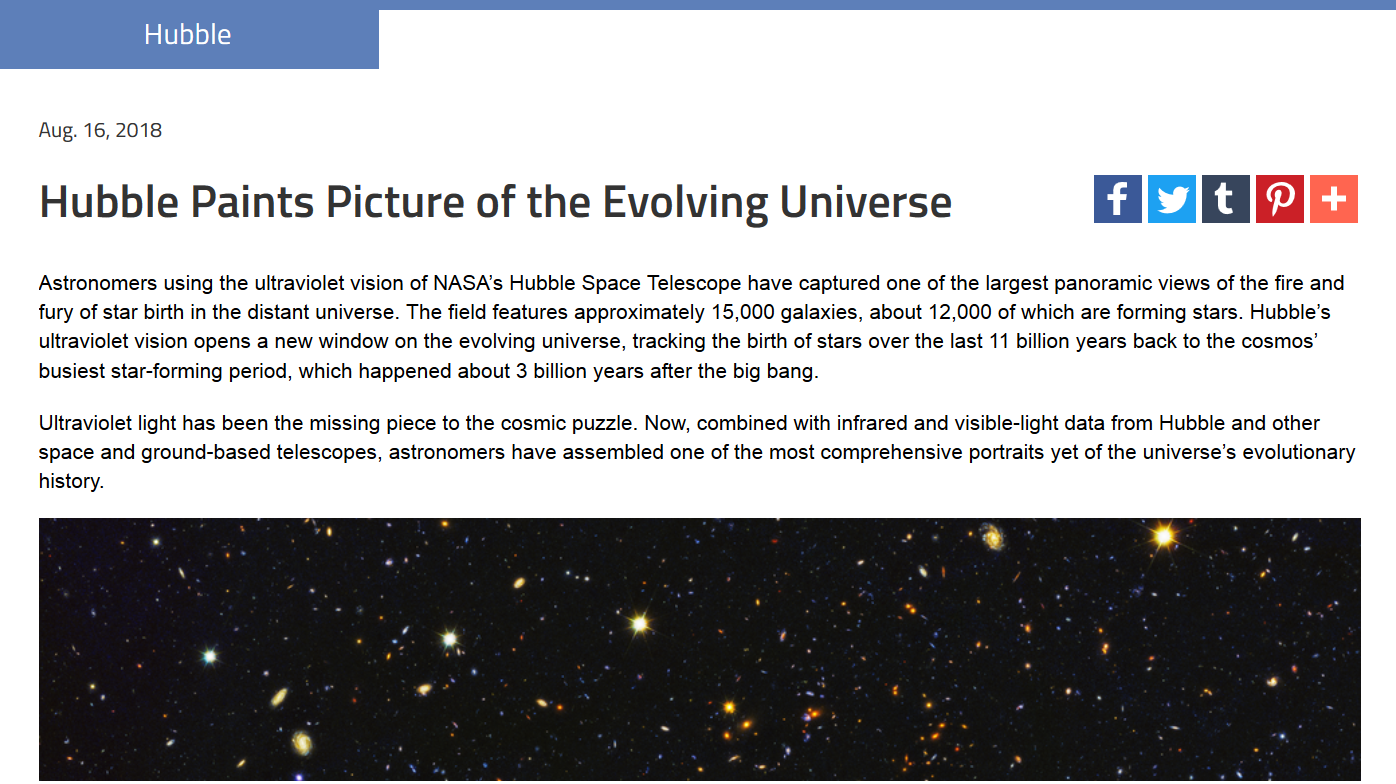 Hubble
Aug. 16, 2018
Hubble Paints Picture of the Evolving Universe
Astronomers using the ultraviolet vision of NASA’s Hubble Space Telescope have captured one of the largest panoramic views of the fire and
fury of star birth in the distant universe. The field features approximately 15,000 galaxies, about 12,000 of which are forming stars. Hubble’s
ultraviolet vision opens a new window on the evolving universe, tracking the birth of stars over the last 11 billion years back to the cosmos’
busiest star-forming period, which happened about 3 billion years after the big bang.
Ultraviolet light has been the missing piece to the cosmic puzzle. Now, combined with infrared and visible-light data from Hubble and other
space and ground-based telescopes, astronomers have assembled one of the most comprehensive portraits yet of the universe’s evolutionary
history.